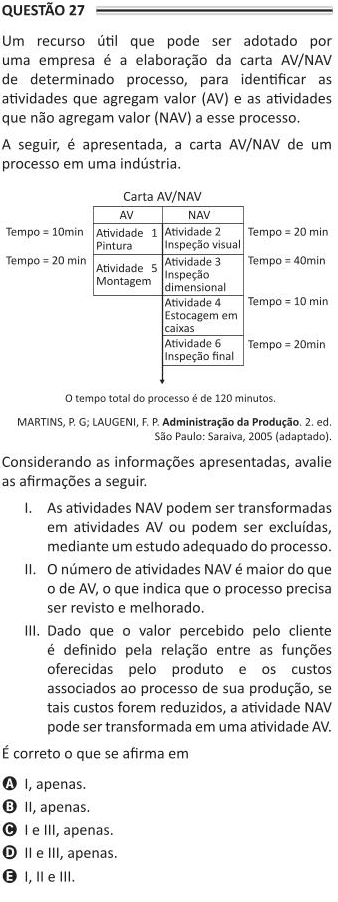 QUESTÃO 27
Um recurso útil que pode ser adotado por
uma empresa é a elaboração da carta AV/NAV
de determinado processo, para identificar as
atividades que agregam valor (AV) e as atividades
que não agregam valor (NAV) a esse processo.
A seguir, é apresentada, a carta AV/NAV de um
processo em uma indústria.
Carta AV/NAV
AV NAV
Tempo = 10min Atividade 1 Atividade 2 Tempo = 20 min
Pintura Inspeção visual
Tempo = 20 min Atividade 5 Atividade 3 Tempo = 40min
Montagem Inspeção
dimensional
Atividade 4 Tempo = 10 min
Estocagem em
caixas
Atividade 6 Tempo = 20min
Inspeção final
O tempo total do processo é de 120 minutos.
MARTINS, P. G; LAUGENI, F. P. Administração da Produção. 2. ed.
São Paulo: Saraiva, 2005 (adaptado).
Considerando as informações apresentadas, avalie
as afirmações a seguir.
I. As atividades NAV podem ser transformadas
em atividades AV ou podem ser excluídas,
mediante um estudo adequado do processo.
II. O número de atividades NAV é maior do que
o de AV, o que indica que o processo precisa
ser revisto e melhorado.
III. Dado que o valor percebido pelo cliente
é definido pela relação entre as funções
oferecidas pelo produto e os custos
associados ao processo de sua produção, se
tais custos forem reduzidos, a atividade NAV
pode ser transformada em uma atividade AV.
É correto o que se afirma em
A I, apenas.
B II, apenas.
C I e III, apenas.
D II e III, apenas.
E I, II e III.